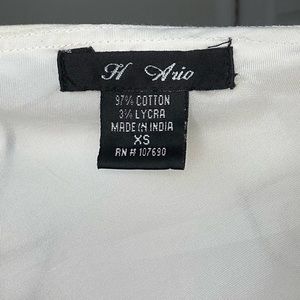 H Ario
97% COTTON
3% LYCRA
MADE IN INDIA
XS
RN # 107690